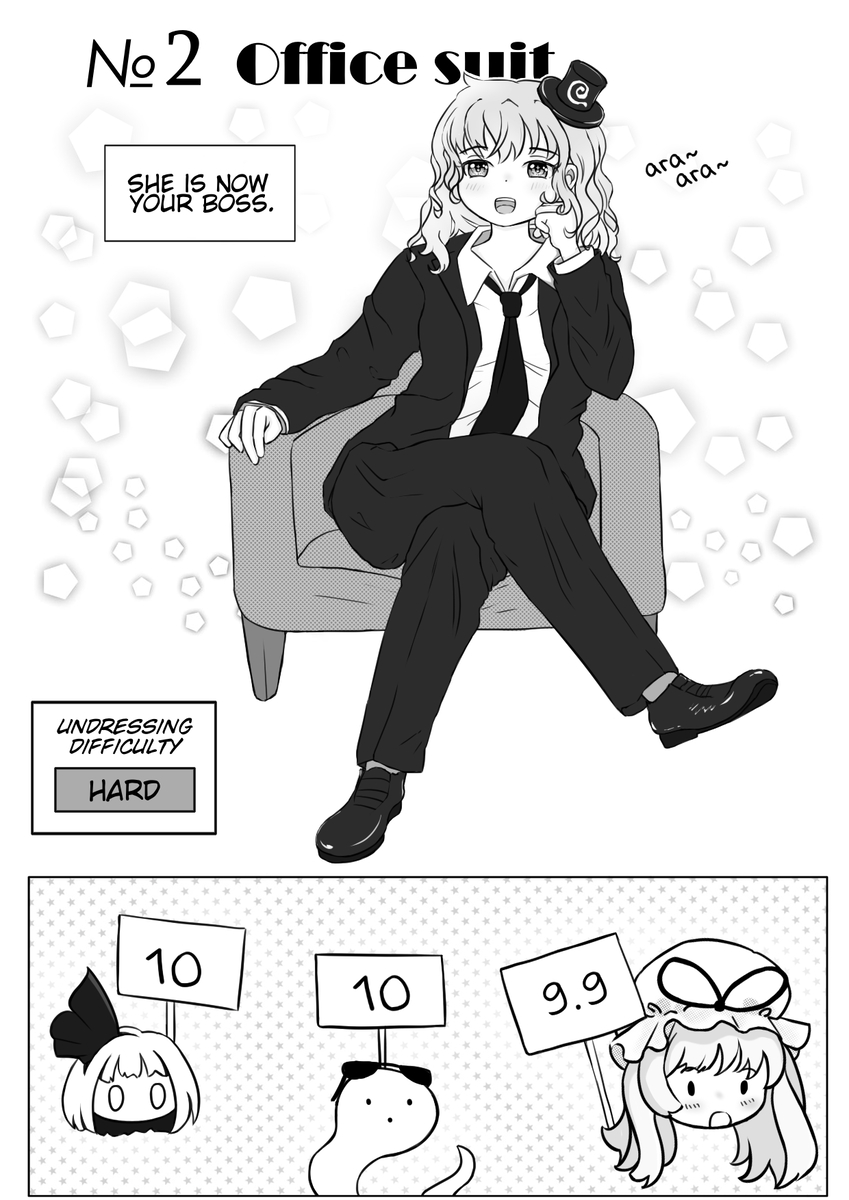 №2 Office suit
SHE IS NOW
YOUR BOSS.
ara~
ara~
UNDRESSING
DIFFICULTY
HARD
10
10
9.9